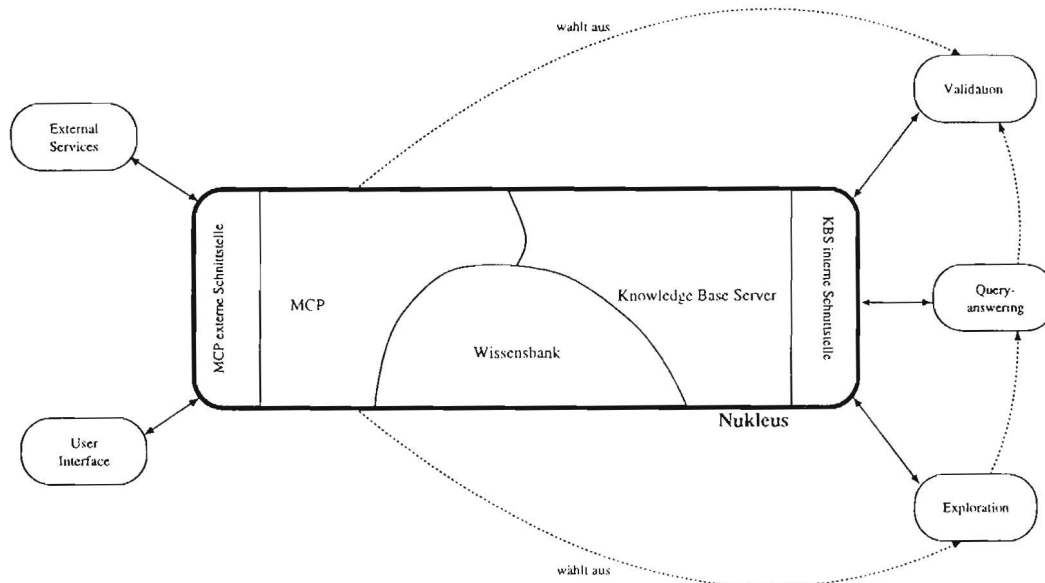 wahlt aus
Validation
External
Services
MCP externe Schnittstelle
KBS interne Schnittstelle
MCP
Knowledge Base Server
Query-
answering
Wissensbank
Nukleus
User
Interface
Exploration
wählt aus